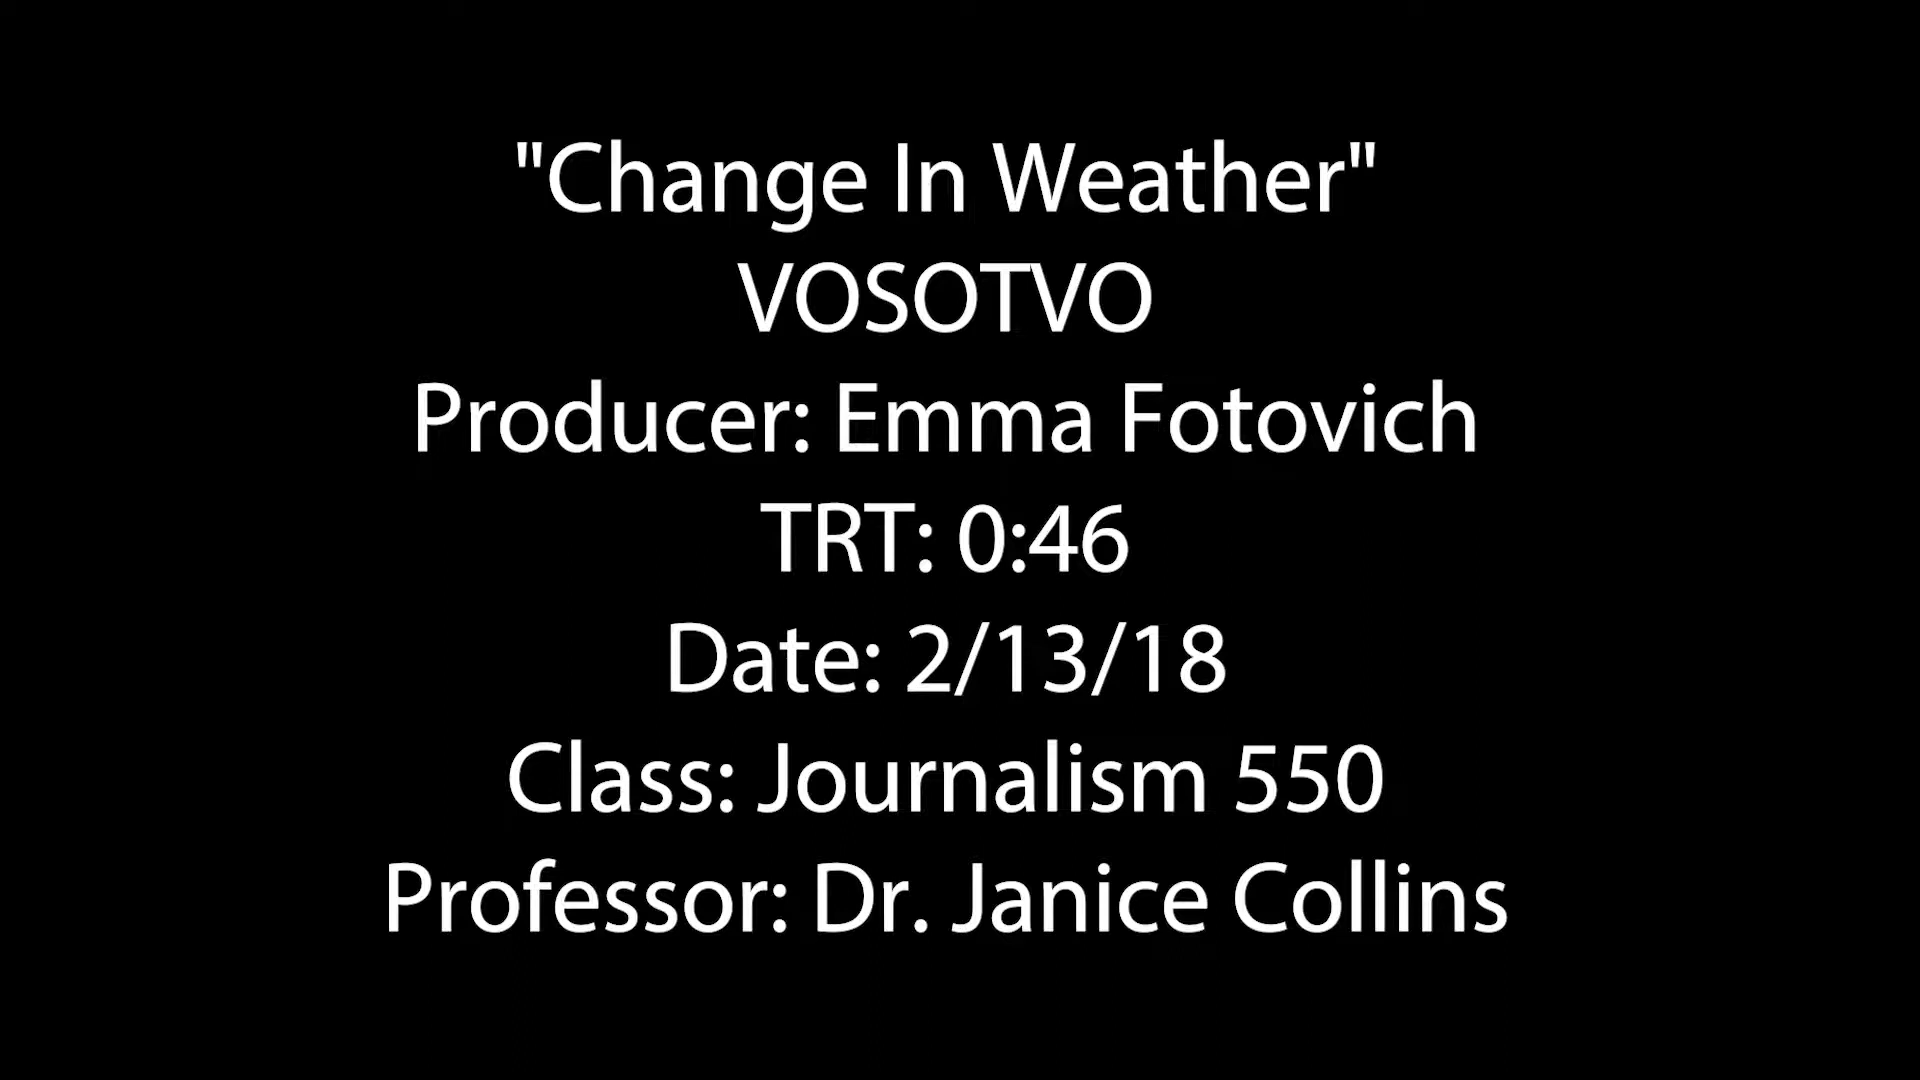 "Change In Weather"
VOSOTVO
Producer: Emma Fotovich
TRT: 0:46
Date: 2/13/18
Class: Journalism 550
Professor: Dr. Janice Collins